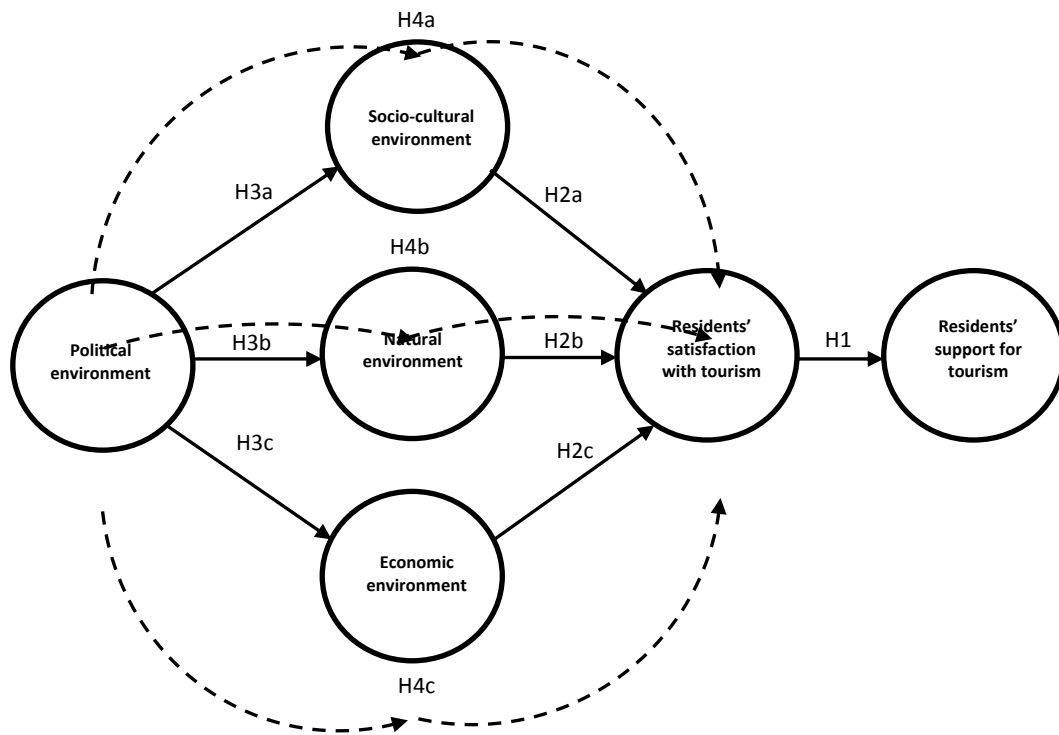 H4a
Socio-cultural
environment
H3a
H2a
H4b
Political
environment
H3b
Natural
environment
H2b
Residents’
satisfaction
with tourism
H1
Residents’
support for
tourism
H3c
H2c
Economic
environment
H4c